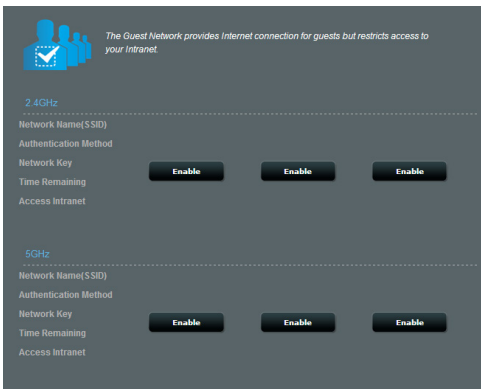 The Guest Network provides Internet connection for guests but restricts access to
your Intranet.
2.4GHz
Network Name(SSID)
Authentication Method
Network Key
Enable Enable Enable
Time Remaining
Access Intranet
5GHz
Network Name(SSID)
Authentication Method
Network Key
Enable Enable Enable
Time Remaining
Access Intranet